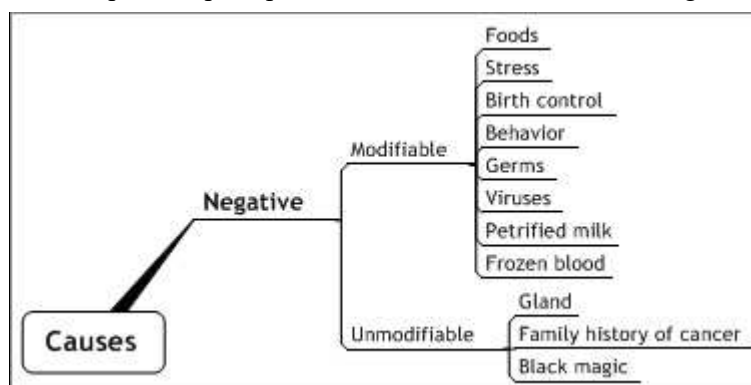 Foods
Stress
Birth control
Modifiable
Behavior
Germs
Negative
Viruses
Petrified milk
Frozen blood
Causes
Unmodifiable
Gland
Family history of cancer
Black magic